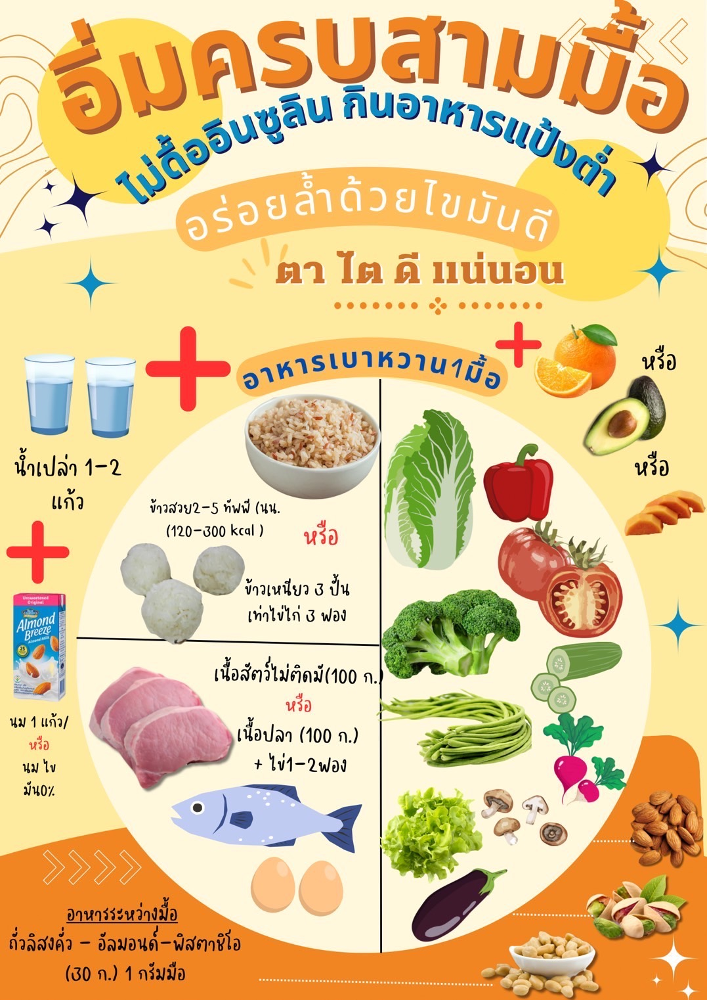 อิ่มครบสามมื้อ
ไม่ดื้ออินซูลิน กินอาหารแป้งต่ำ
อร่อยล้ำด้วยไขมันดี
ตา ไต ดี แน่นอน
อาหารเบาหวาน1มื้อ
หรือ
หรือ
น้ำเปล่า 1-2
แก้ว
ข้าวสวย2-5 ทัพพี (นน.
(120-300 kcal )
หรือ
ข้าวเหนียว 3 ปั้น
เท่าไข่ไก่ 3 ฟอง
Unsweetened
Original
Almond
Breeze
Almond Milk
25
นม 1 แก้ว/
หรือ
นม ไข
มัน0%
เนื้อสัตว์ไม่ติดมั(100 ก.)
หรือ
เนื้อปลา (100 ก.)
+ ไข่1-2ฟอง
อาหารระหว่างมื้อ
ถั่วลิสงคั่ว - อัลมอนด์-พิสตาชิโอ
(30 ก.) 1 กรัมมือ